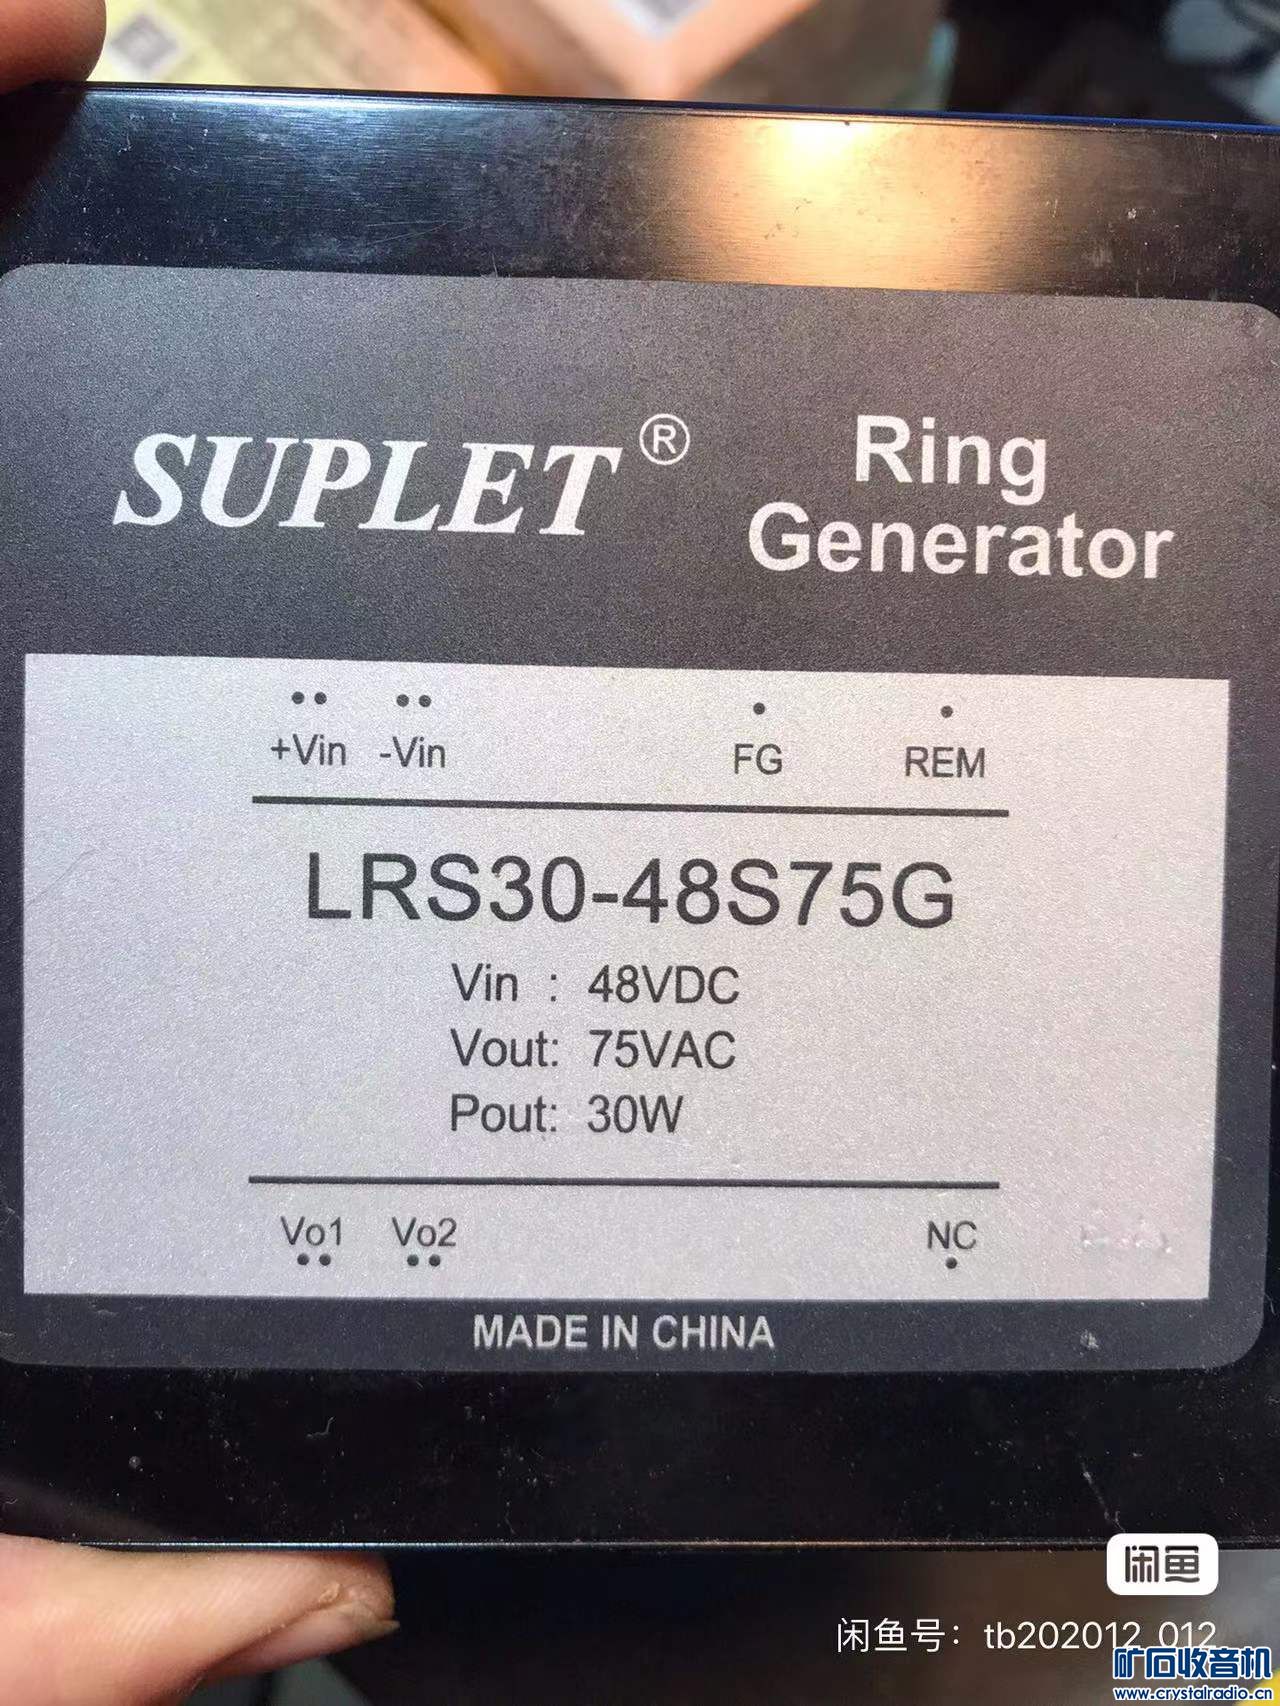 SUPLET® Ring
Generator
+Vin -Vin FG REM
LRS30-48S75G
Vin : 48VDC
Vout: 75VAC
Pout: 30W
Vo1 Vo2 NC
MADE IN CHINA
闲鱼
闲鱼号：tb202012_012
矿石收音机
www.crystalradio.cn